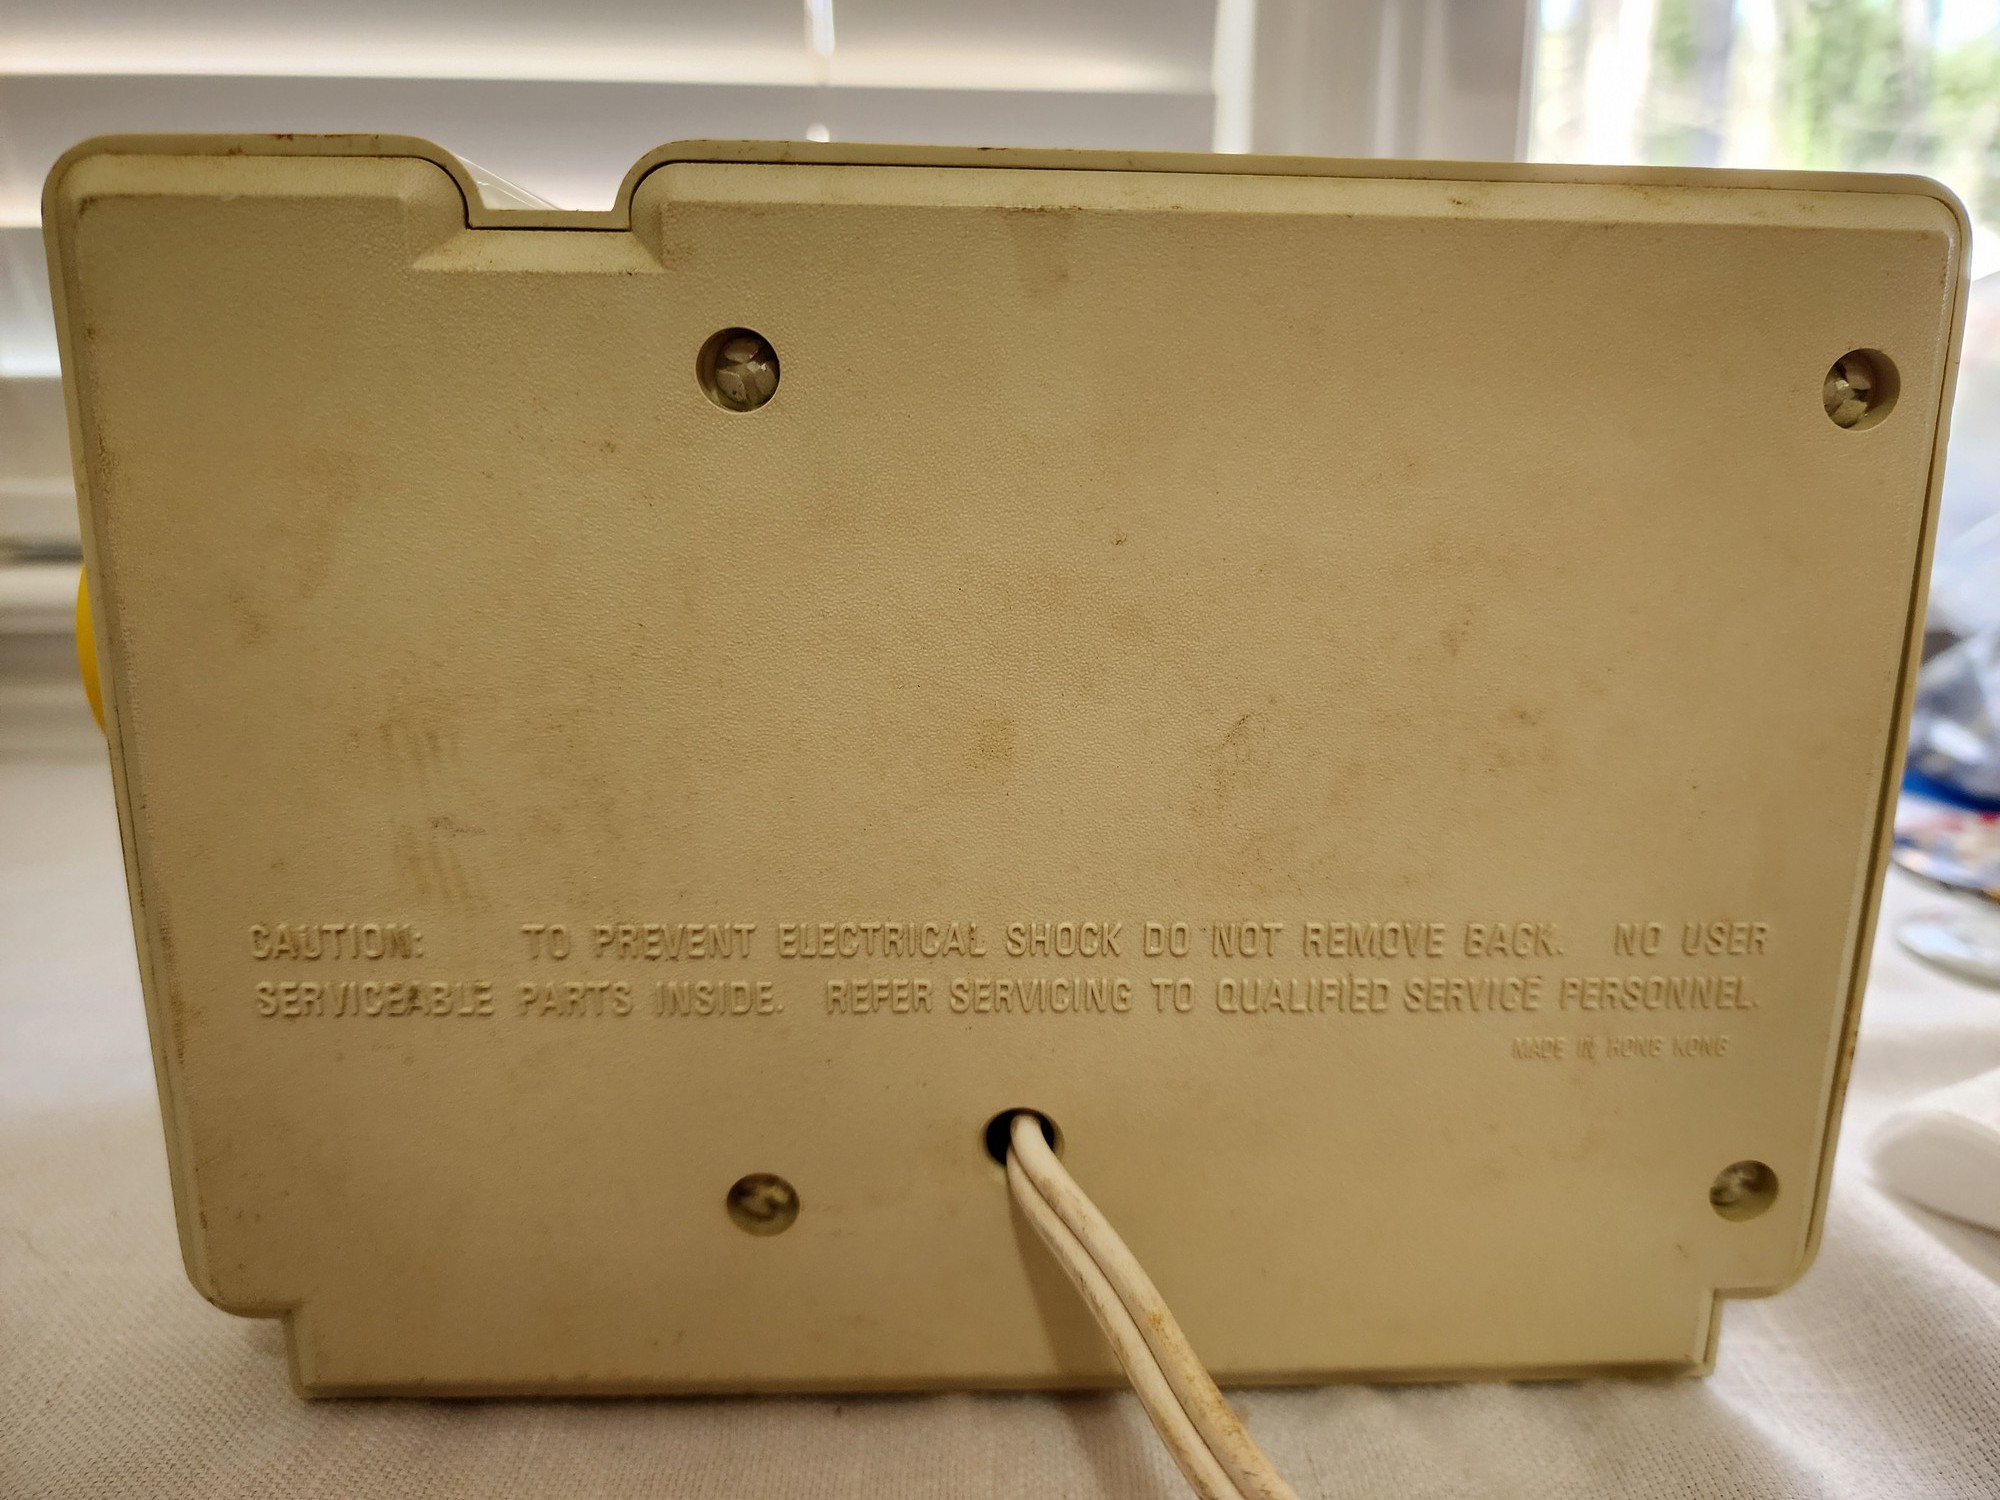 CAUTION: TO PREVENT ELECTRICAL SHOCK DO NOT REMOVE BACK. NO USER
SERVICEABLE PARTS INSIDE. REFER SERVICING TO QUALIFIED SERVICE PERSONNEL.
MADE IN HONG KONG